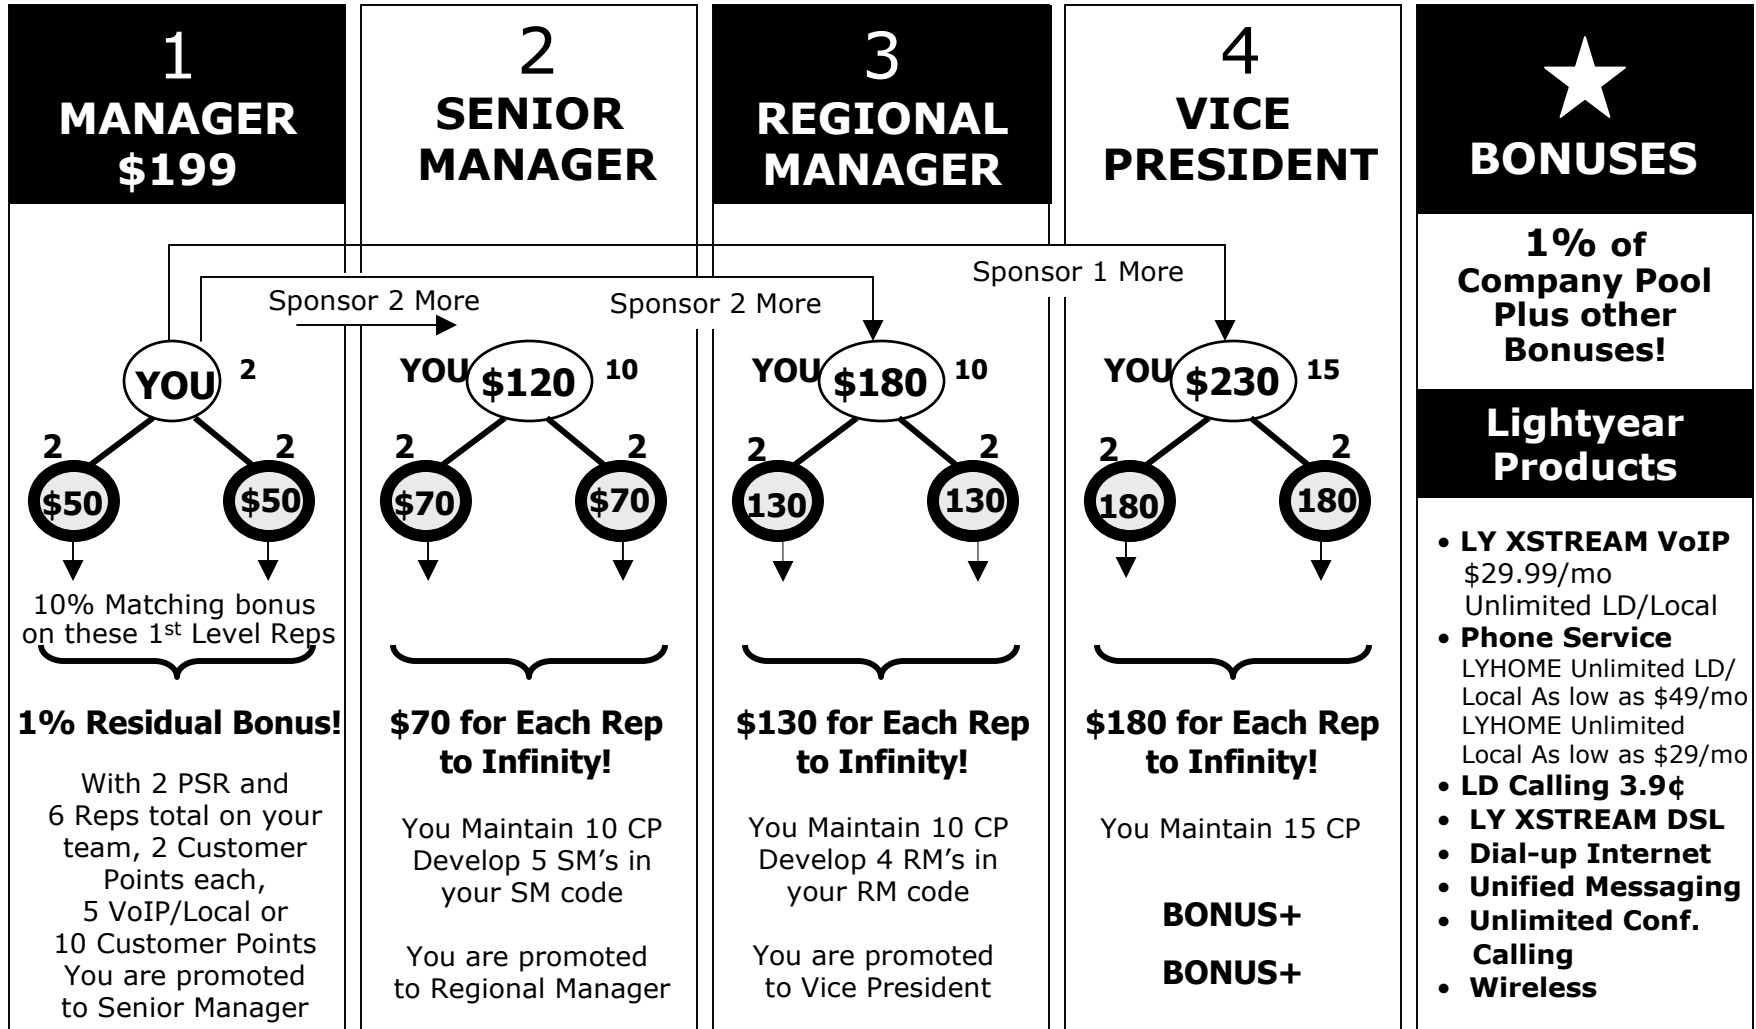 1
MANAGER
$199
Sponsor 2 More
YOU
2
2
2
$50
$50
10% Matching bonus
on these 1st Level Reps
1% Residual Bonus!
With 2 PSR and
6 Reps total on your
team, 2 Customer
Points each,
5 VoIP/Local or
10 Customer Points
You are promoted
to Senior Manager
2
SENIOR
MANAGER
YOU
$120
10
2
2
$70
$70
$70 for Each Rep
to Infinity!
You Maintain 10 CP
Develop 5 SM’s in
your SM code
You are promoted
to Regional Manager
3
REGIONAL
MANAGER
Sponsor 2 More
YOU
$180
10
2
2
130
130
$130 for Each Rep
to Infinity!
You Maintain 10 CP
Develop 4 RM’s in
your RM code
You are promoted
to Vice President
4
VICE
PRESIDENT
Sponsor 1 More
YOU
$230
15
2
2
180
180
$180 for Each Rep
to Infinity!
You Maintain 15 CP
BONUS+
BONUS+
BONUSES
1% of
Company Pool
Plus other
Bonuses!
Lightyear
Products
• LY XSTREAM VoIP
$29.99/mo
Unlimited LD/Local
• Phone Service
LYHOME Unlimited LD/
Local As low as $49/mo
LYHOME Unlimited
Local As low as $29/mo
• LD Calling 3.9¢
• LY XSTREAM DSL
• Dial-up Internet
• Unified Messaging
• Unlimited Conf.
Calling
• Wireless